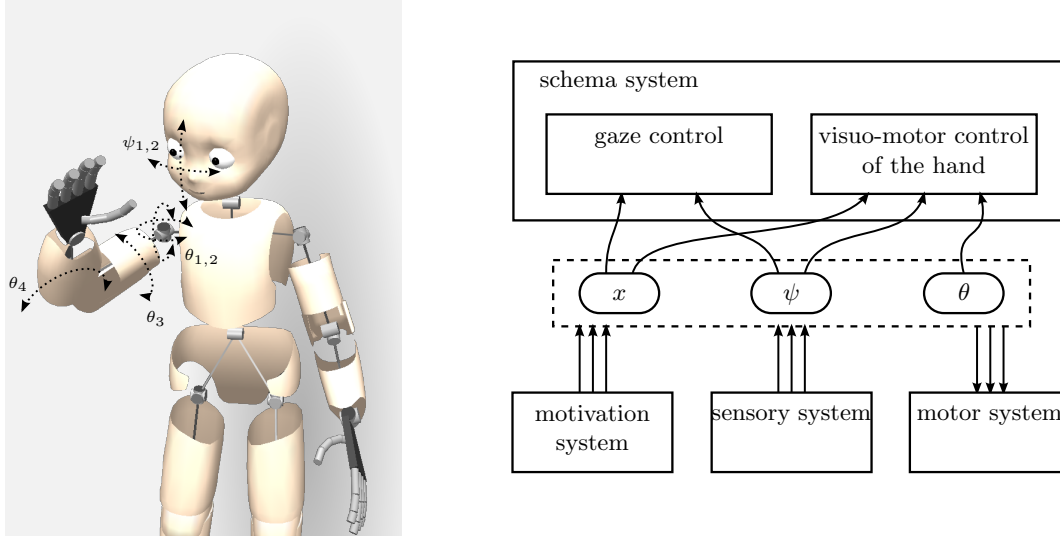 ψ1,2
θ1,2
θ4
θ3
schema system
gaze control
visuo-motor control
of the hand
x
ψ
θ
motivation
system
sensory system
motor system